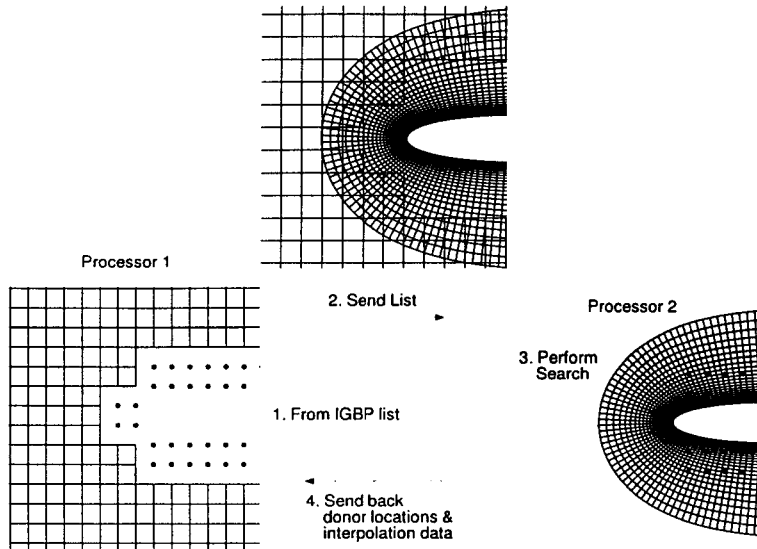 Processor 1
2. Send List
Processor 2
3. Perform
Search
1. From IGBP list
4. Send back
donor locations &
interpolation data